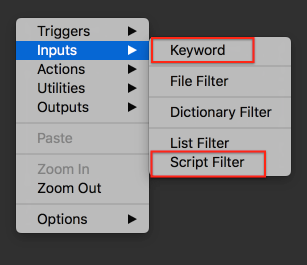 Triggers
Inputs
Actions
Utilities
Outputs
Paste
Zoom In
Zoom Out
Options
Keyword
File Filter
Dictionary Filter
List Filter
Script Filter